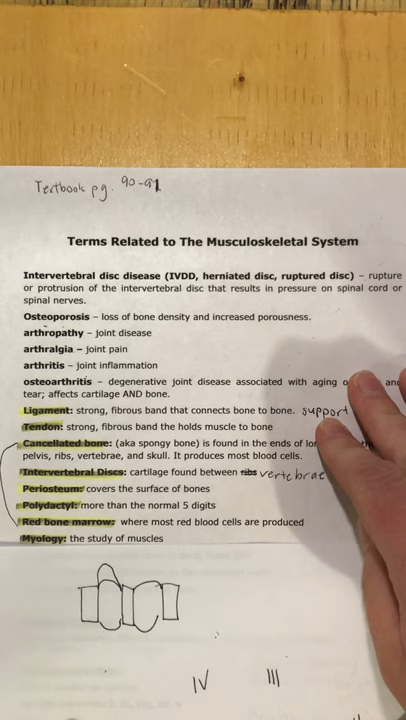 Textbook pg. 90-91
Terms Related to The Musculoskeletal System
Intervertebral disc disease (IVDD, herniated disc, ruptured disc) – rupture
or protrusion of the intervertebral disc that results in pressure on spinal cord or
spinal nerves.
Osteoporosis – loss of bone density and increased porousness.
arthropathy – joint disease
arthralgia – joint pain
arthritis – joint inflammation
osteoarthritis – degenerative joint disease associated with aging and
tear; affects cartilage AND bone.
Ligament: strong, fibrous band that connects bone to bone. support
Tendon: strong, fibrous band the holds muscle to bone
Cancellated bone: (aka spongy bone) is found in the ends of
pelvis, ribs, vertebrae, and skull. It produces most blood cells.
Intervertebral Discs: cartilage found between ribs vertebrae
Periosteum: covers the surface of bones
Polydactyl: more than the normal 5 digits
Red bone marrow: where most red blood cells are produced
Myology: the study of muscles
IV III